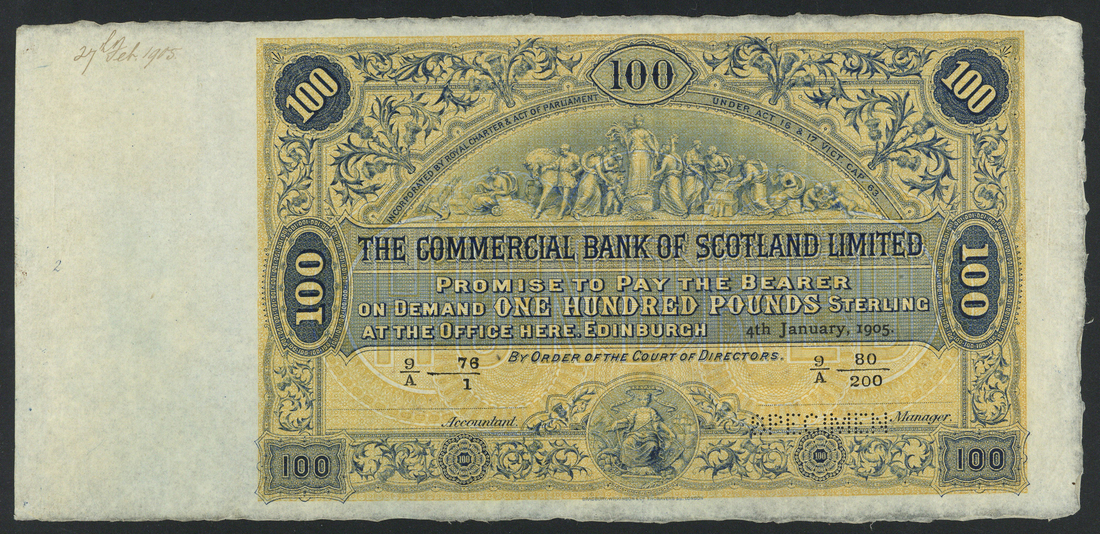 27th Feb. 1905.
100
100
100
INCORPORATED BY ROYAL CHARTER & ACT OF PARLIAMENT
UNDER ACT 16 & 17 VICT. CAP. 63
THE COMMERCIAL BANK OF SCOTLAND LIMITED
100
100
PROMISE TO PAY THE BEARER
ON DEMAND ONE HUNDRED POUNDS STERLING
AT THE OFFICE HERE. EDINBURGH 4th January, 1905.
2
BY ORDER OF THE COURT OF DIRECTORS.
9/A 76/1
9/A 80/200
Accountant.
SPECIMEN
Manager.
100
100
100
100